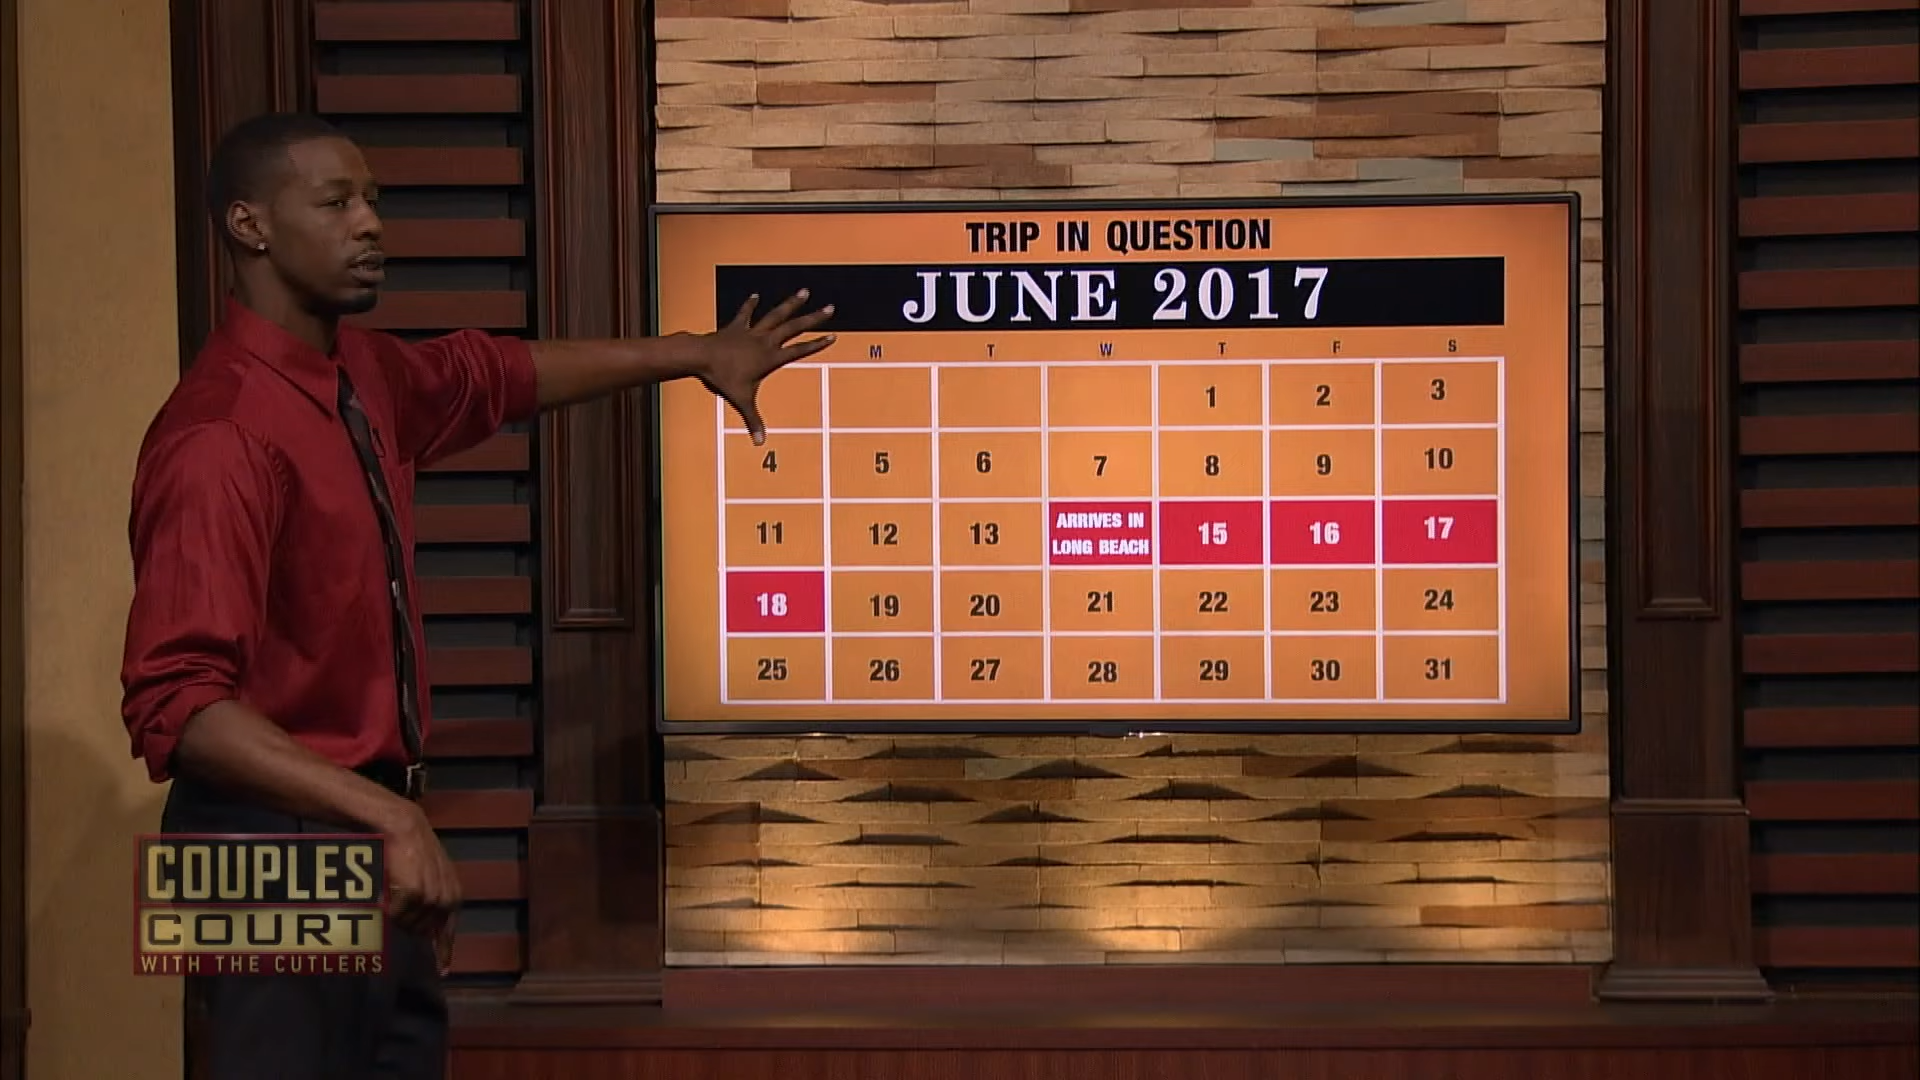 TRIP IN QUESTION
JUNE 2017
M T W T F S
1 2 3
4 5 6 7 8 9 10
11 12 13 ARRIVES IN LONG BEACH 15 16 17
18 19 20 21 22 23 24
25 26 27 28 29 30 31
COUPLES
COURT
WITH THE CUTLERS